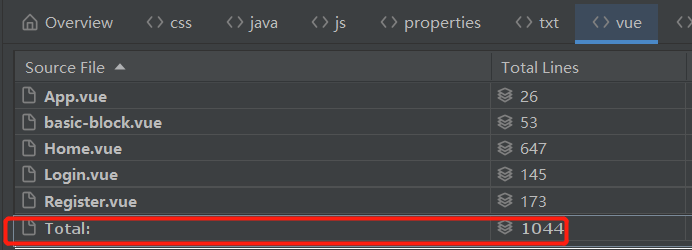 Overview css java js properties txt vue
Source File Total Lines
App.vue 26
basic-block.vue 53
Home.vue 647
Login.vue 145
Register.vue 173
Total: 1044